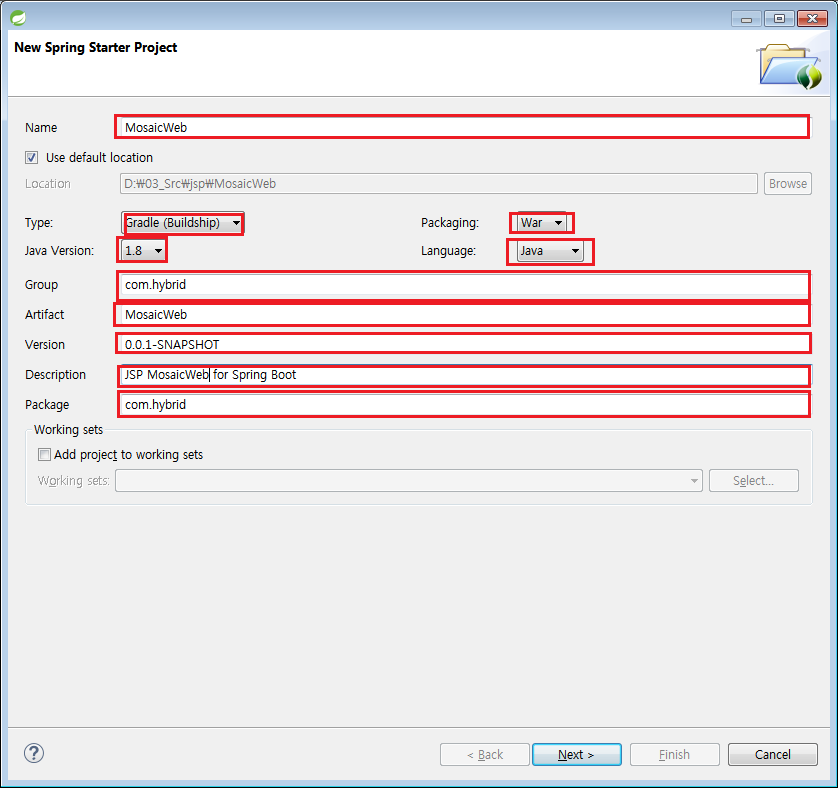 New Spring Starter Project
Name MosaicWeb
Use default location
Location D:₩03_Src₩jsp₩MosaicWeb Browse
Type: Gradle (Buildship) Packaging: War
Java Version: 1.8 Language: Java
Group com.hybrid
Artifact MosaicWeb
Version 0.0.1-SNAPSHOT
Description JSP MosaicWeb for Spring Boot
Package com.hybrid
Working sets
Add project to working sets
Working sets: Select...
? < Back Next > Finish Cancel